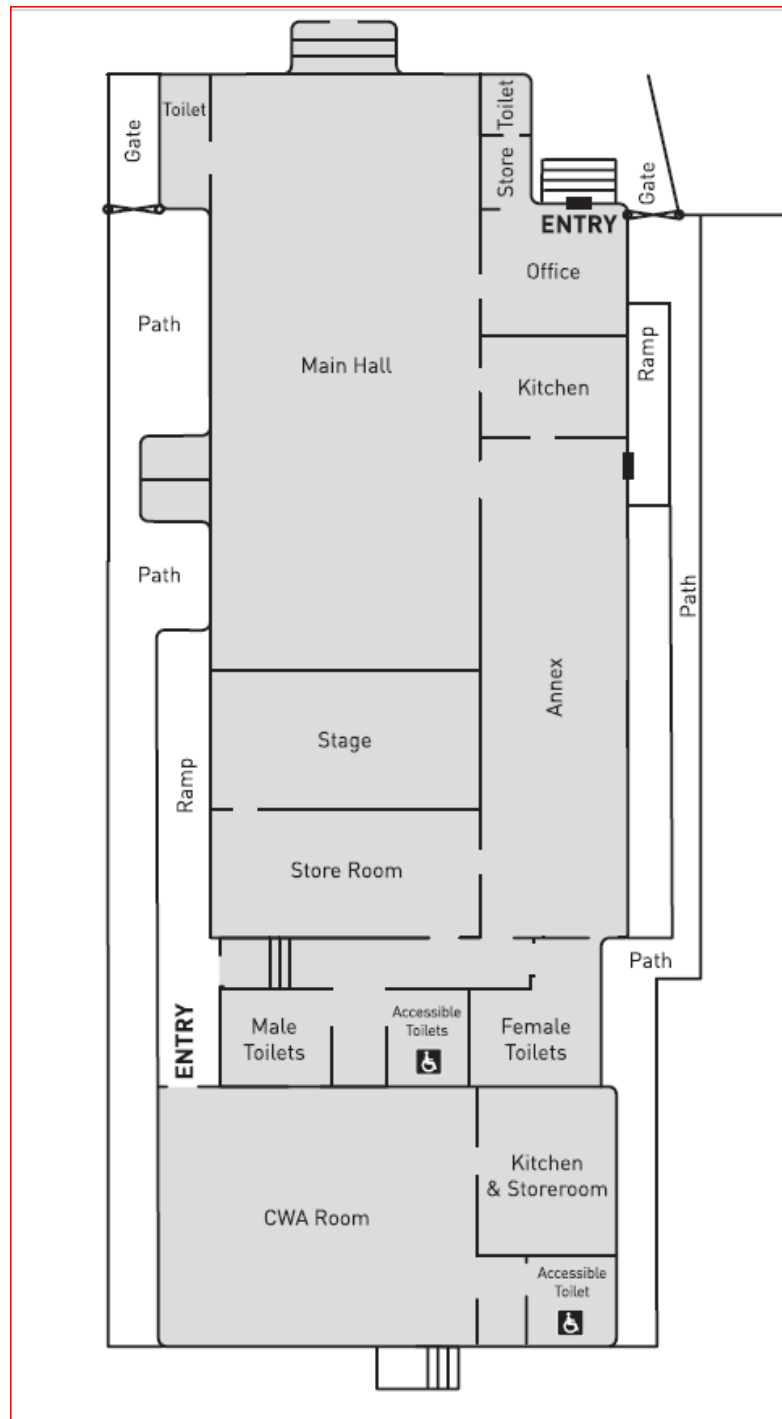 Toilet
Toilet
Gate
Store
Gate
ENTRY
Office
Path
Main Hall
Ramp
Kitchen
Path
Path
Annex
Stage
Ramp
Store Room
Path
ENTRY
Male
Toilets
Accessible
Toilets
Female
Toilets
Kitchen
& Storeroom
CWA Room
Accessible
Toilet